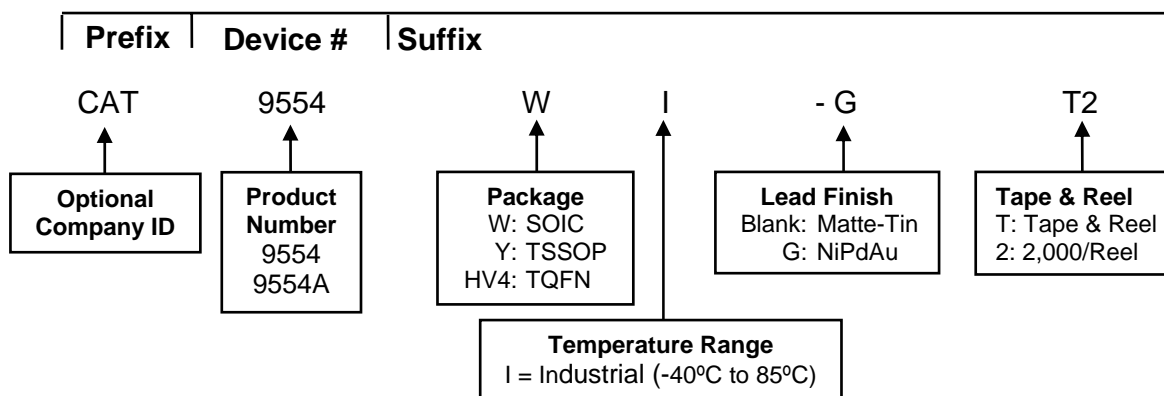 Prefix Device # Suffix
CAT 9554 W I - G T2
Optional
Company ID
Product
Number
9554
9554A
Package
W: SOIC
Y: TSSOP
HV4: TQFN
Lead Finish
Blank: Matte-Tin
G: NiPdAu
Tape & Reel
T: Tape & Reel
2: 2,000/Reel
Temperature Range
I = Industrial (-40ºC to 85ºC)